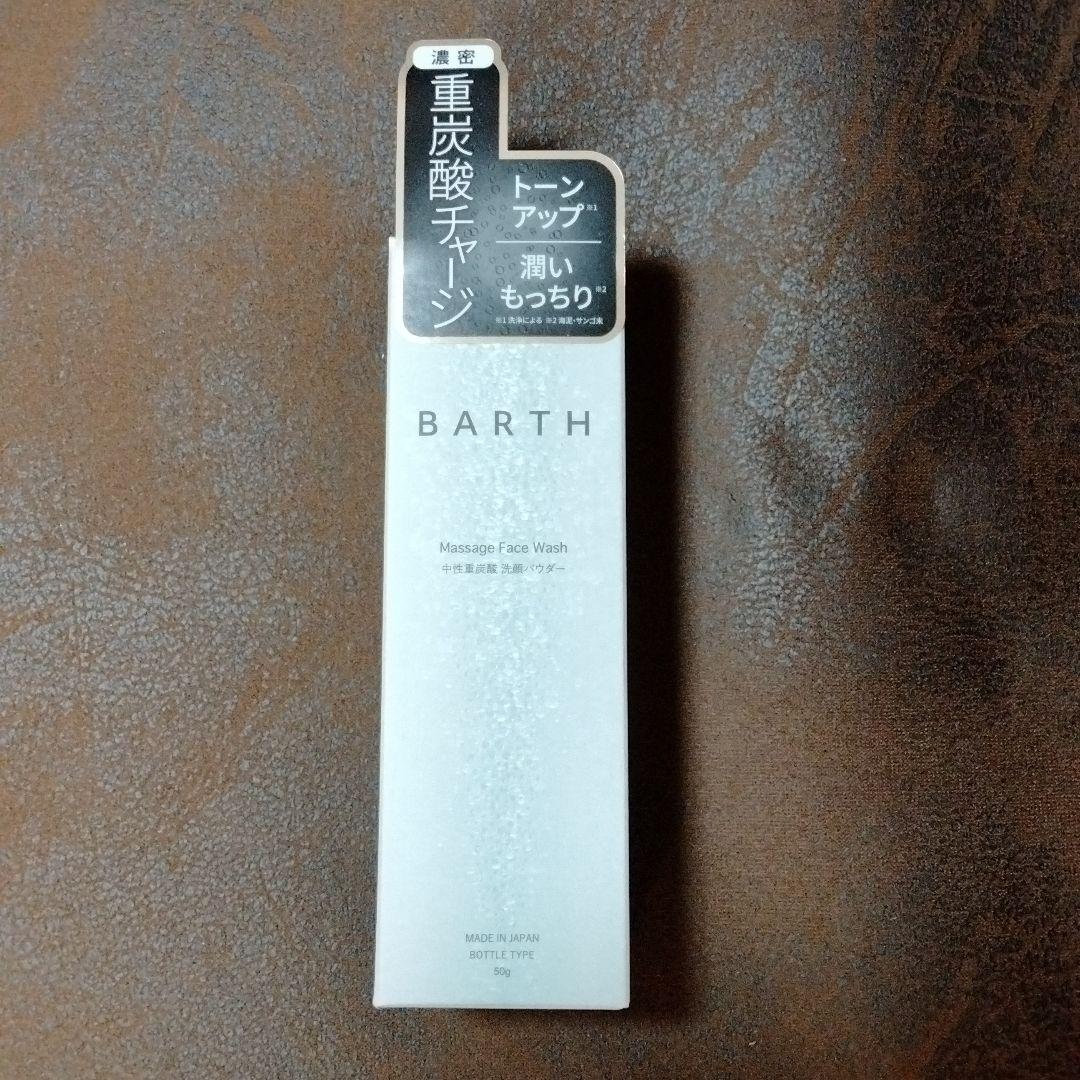 濃密
重炭酸チャージ
トーン
アップ※1
潤い
もっちり※2
※1 洗浄による ※2 海泥・サンゴ末
BARTH
Massage Face Wash
中性重炭酸 洗顔パウダー
MADE IN JAPAN
BOTTLE TYPE
50g